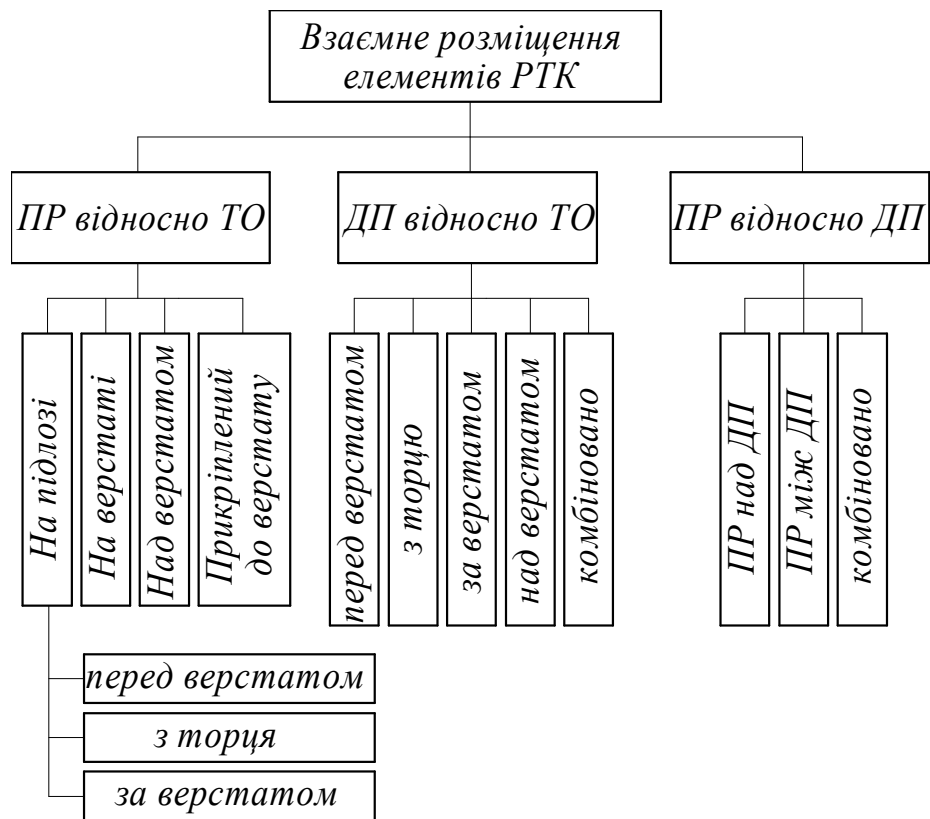 Взаємне розміщення
елементів РТК
ПР відносно ТО
ДП відносно ТО
ПР відносно ДП
На підлозі
На верстаті
Над верстатом
Прикріплений
до верстату
перед верстатом
з торцю
за верстатом
над верстатом
комбіновано
ПР над ДП
ПР між ДП
комбіновано
перед верстатом
з торця
за верстатом